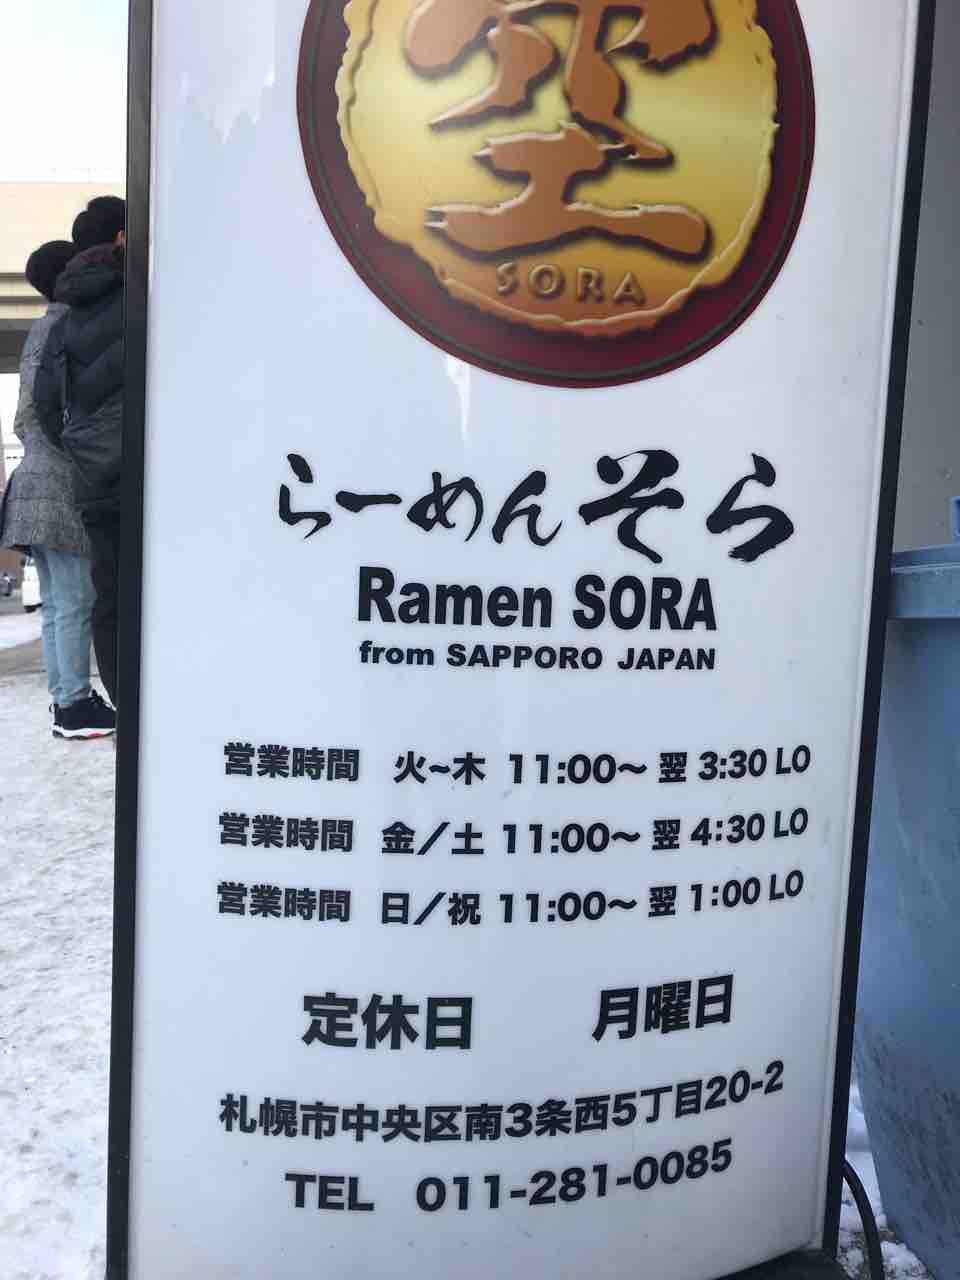 空
SORA
らーめんそら
Ramen SORA
from SAPPORO JAPAN
営業時間 火~木 11:00〜 翌 3:30 LO
営業時間 金／土 11:00〜 翌 4:30 LO
営業時間 日／祝 11:00〜 翌 1:00 LO
定休日 月曜日
札幌市中央区南3条西5丁目20-2
TEL 011-281-0085